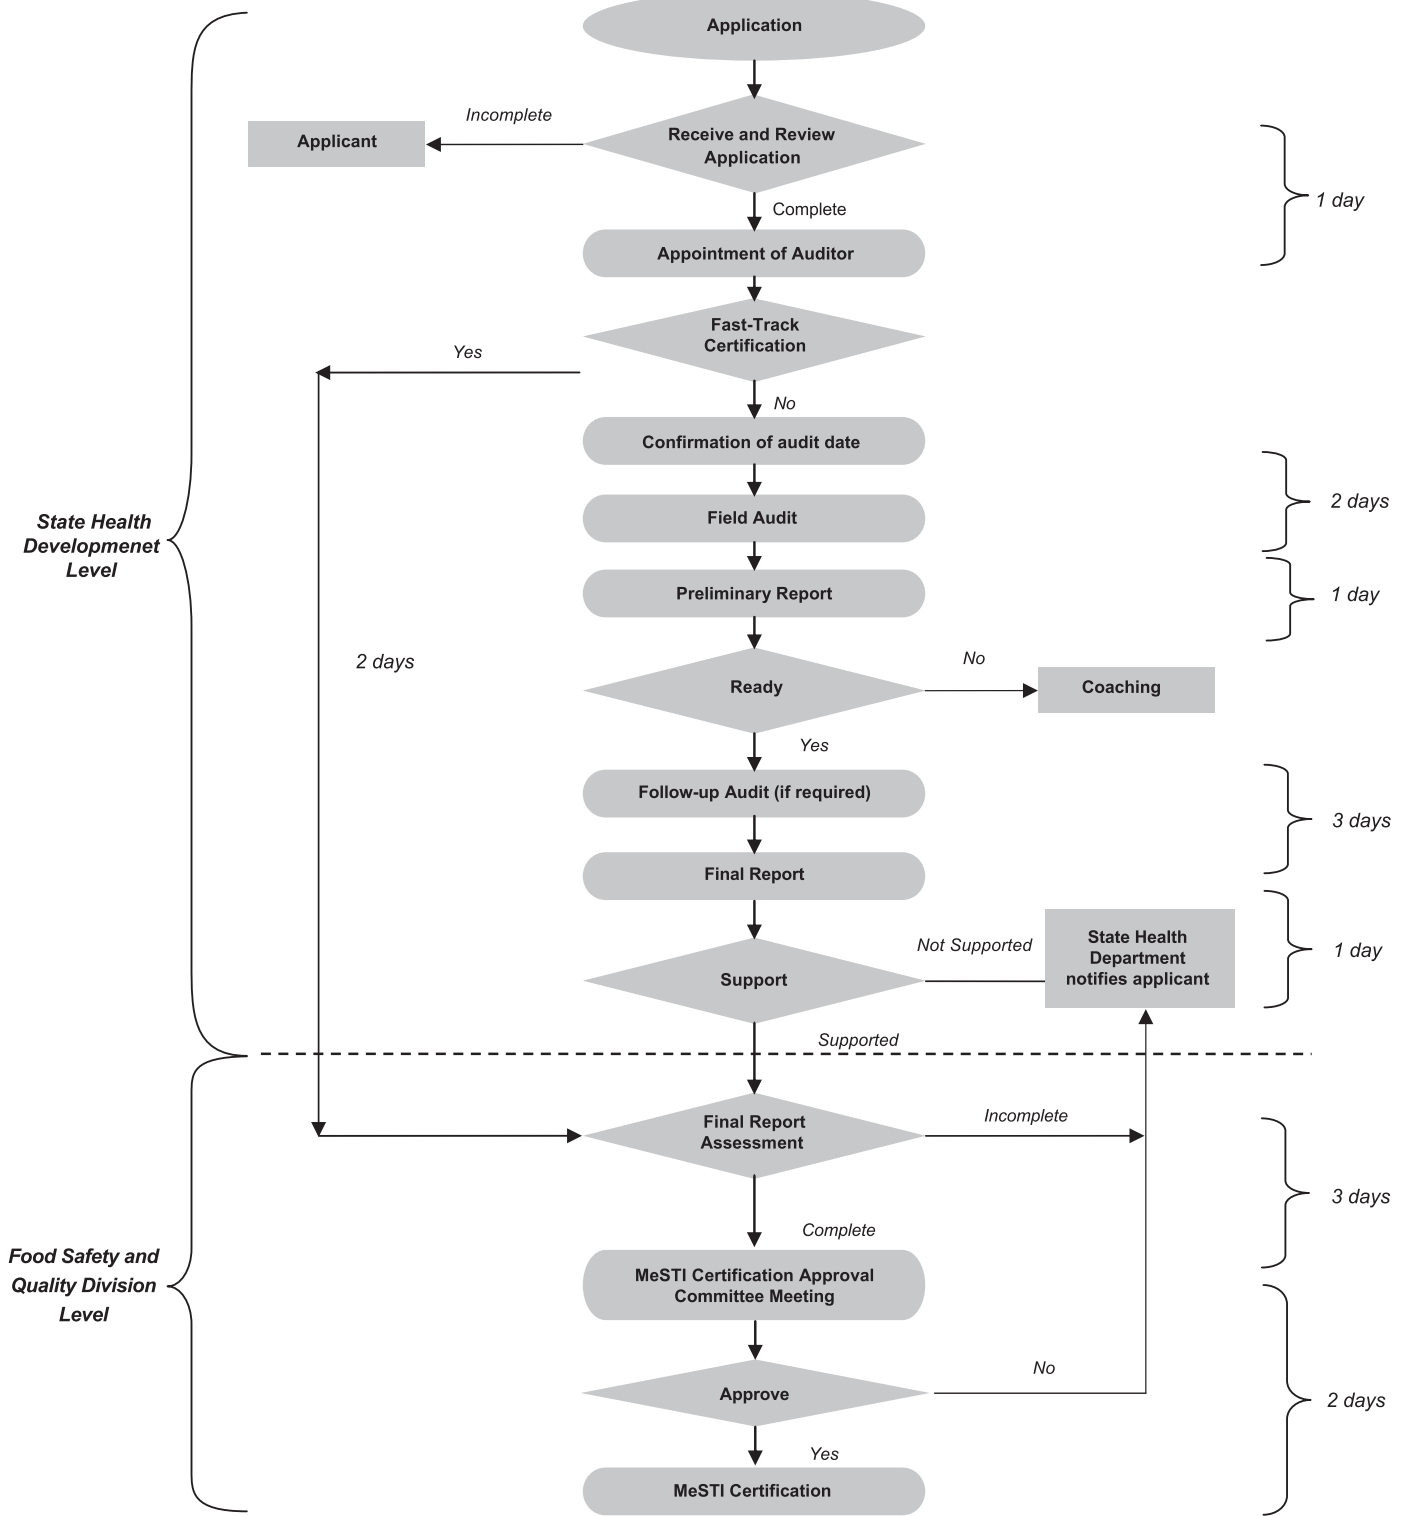 Application
Incomplete
Applicant
Receive and Review
Application
1 day
Complete
Appointment of Auditor
Fast-Track
Certification
Yes
No
Confirmation of audit date
2 days
Field Audit
State Health
Developmenet
Level
Preliminary Report
1 day
2 days
No
Ready
Coaching
Yes
Follow-up Audit (if required)
3 days
Final Report
Not Supported
State Health
Department
notifies applicant
1 day
Support
Supported
Final Report
Assessment
Incomplete
3 days
Complete
Food Safety and
Quality Division
Level
MeSTI Certification Approval
Committee Meeting
No
Approve
2 days
Yes
MeSTI Certification